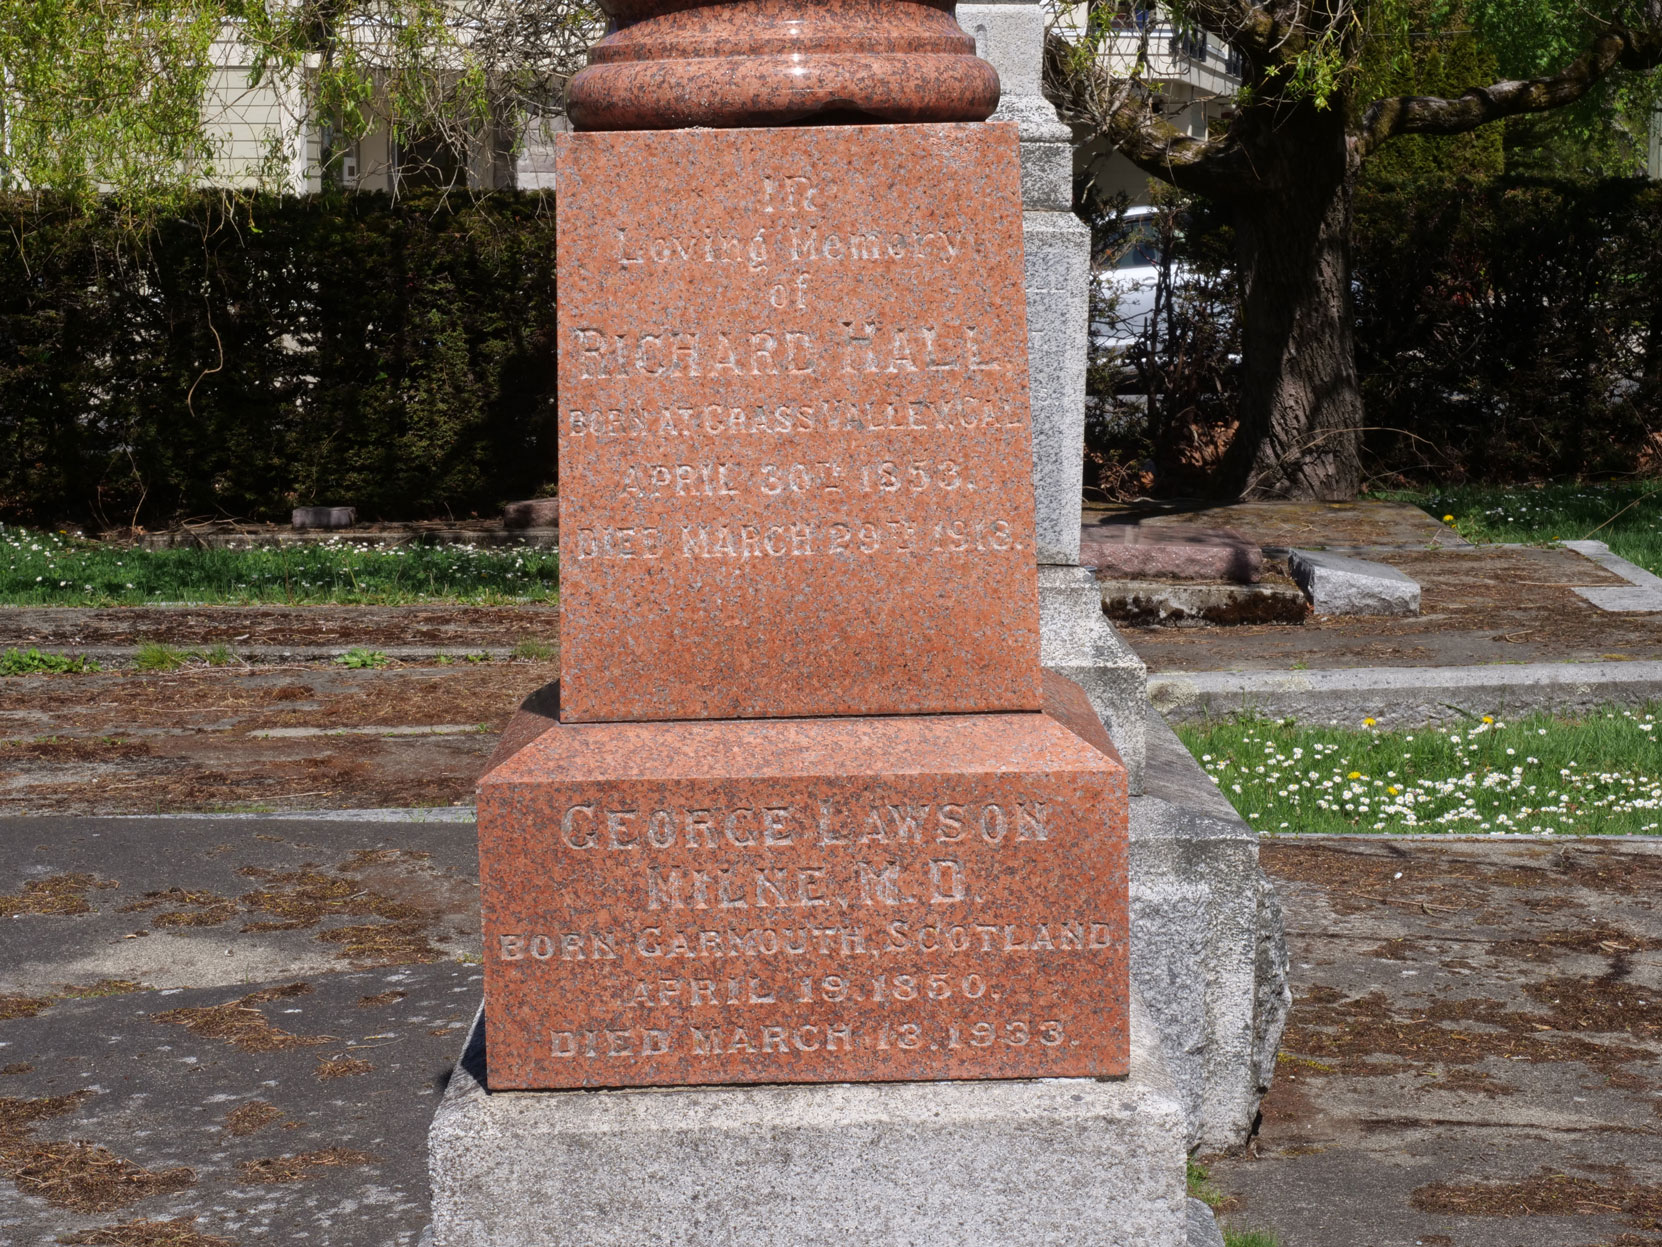 In
Loving Memory
of
RICHARD HALL
BORN AT GRASS VALLEY, CAL
APRIL 30TH 1853.
DIED MARCH 29TH 1918.
GEORGE LAWSON
MILNE, M.D.
BORN GARMOUTH, SCOTLAND.
APRIL 19.1850.
DIED MARCH 13.1933.